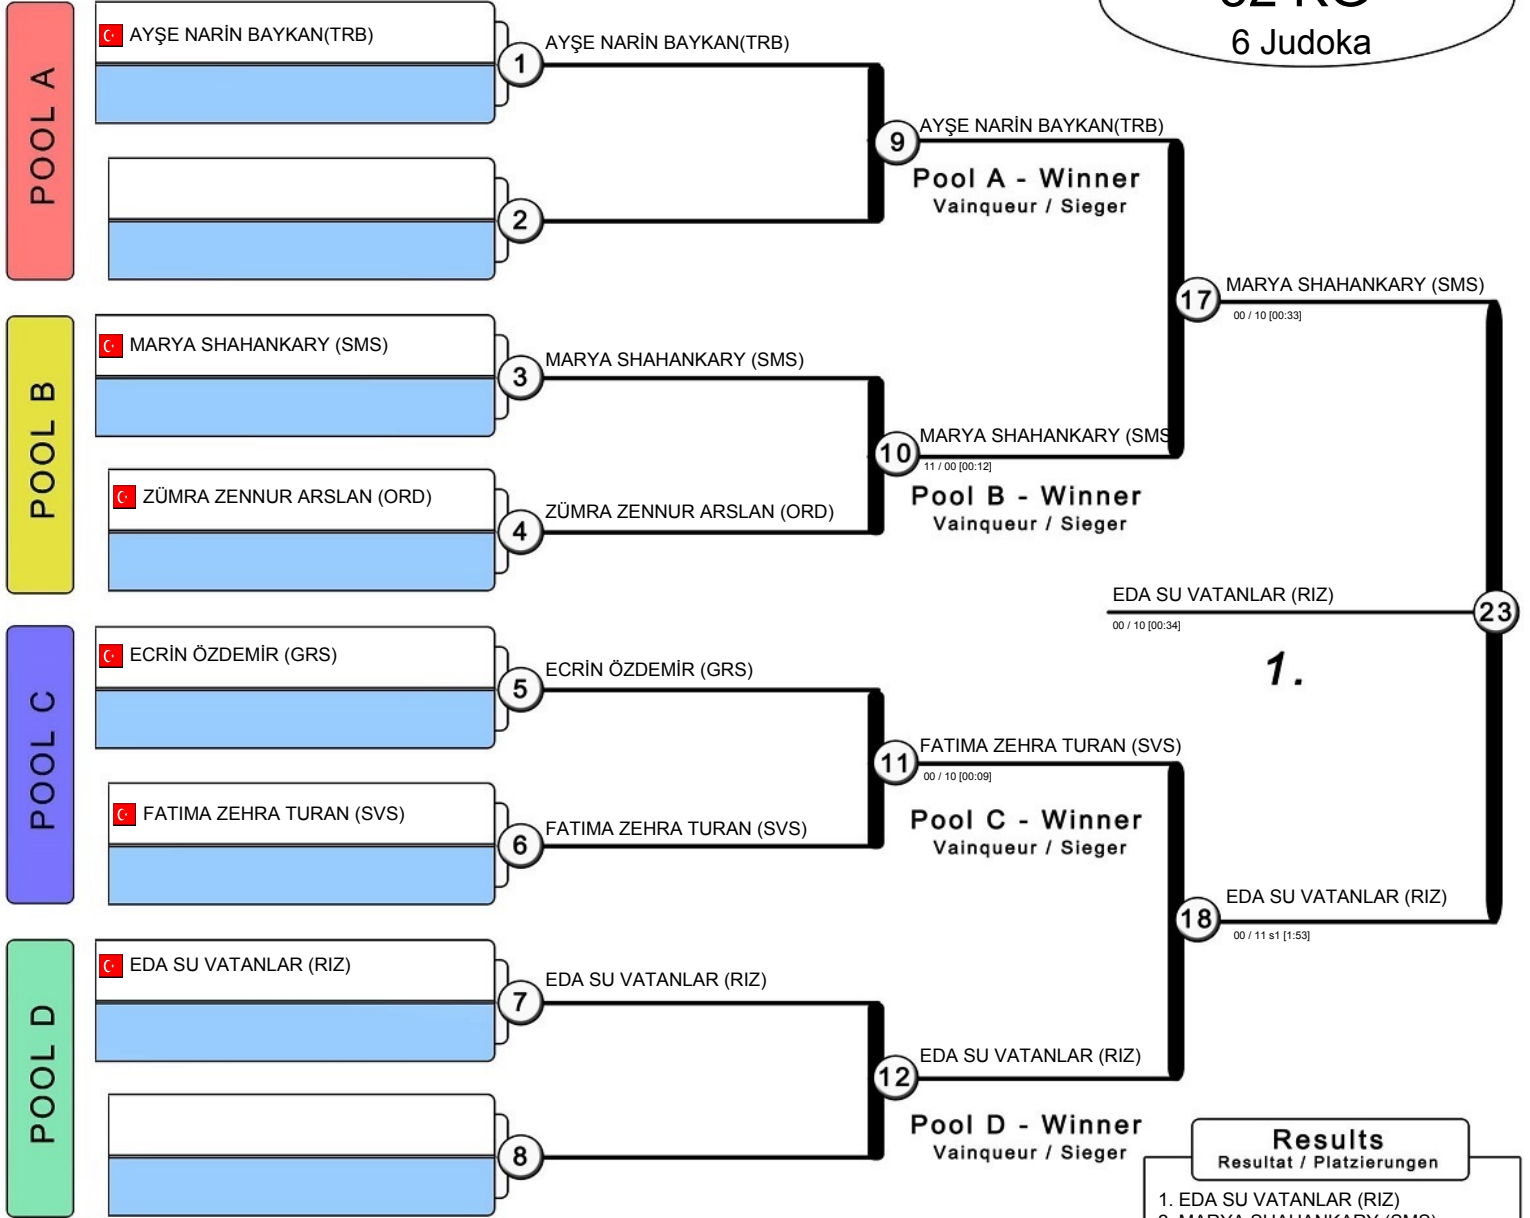 KG
6 Judoka
POOL A
AYŞE NARİN BAYKAN(TRB)
1
AYŞE NARİN BAYKAN(TRB)
2
9
AYŞE NARİN BAYKAN(TRB)
Pool A - Winner
Vainqueur / Sieger
POOL B
MARYA SHAHANKARY (SMS)
3
MARYA SHAHANKARY (SMS)
ZÜMRA ZENNUR ARSLAN (ORD)
4
ZÜMRA ZENNUR ARSLAN (ORD)
10
MARYA SHAHANKARY (SMS
11 / 00 [00:12]
Pool B - Winner
Vainqueur / Sieger
17
MARYA SHAHANKARY (SMS)
00 / 10 [00:33]
POOL C
ECRİN ÖZDEMİR (GRS)
5
ECRİN ÖZDEMİR (GRS)
FATIMA ZEHRA TURAN (SVS)
6
FATIMA ZEHRA TURAN (SVS)
11
FATIMA ZEHRA TURAN (SVS)
00 / 10 [00:09]
Pool C - Winner
Vainqueur / Sieger
POOL D
EDA SU VATANLAR (RIZ)
7
EDA SU VATANLAR (RIZ)
8
12
EDA SU VATANLAR (RIZ)
Pool D - Winner
Vainqueur / Sieger
18
EDA SU VATANLAR (RIZ)
00 / 11 s1 [1:53]
EDA SU VATANLAR (RIZ)
23
00 / 10 [00:34]
1.
Results
Resultat / Platzierungen
1. EDA SU VATANLAR (RIZ)
2. MARYA SHAHANKARY (SMS)